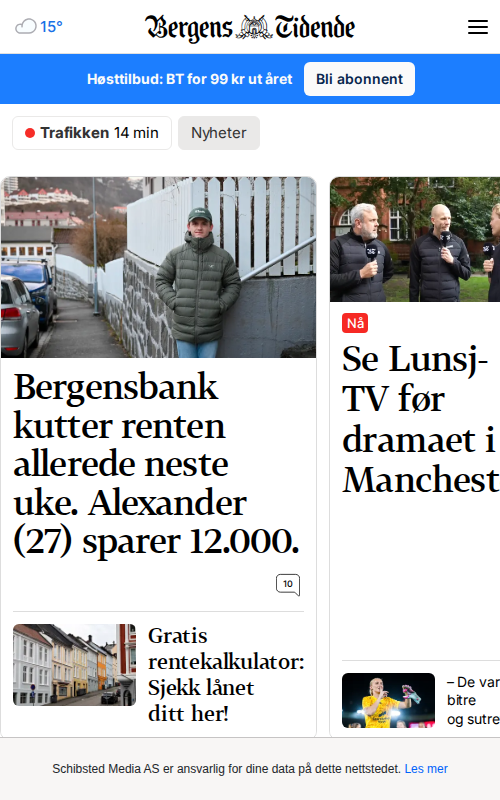 15°
Bergens Tidende
Høsttilbud: BT for 99 kr ut året
Bli abonnent
Trafikken 14 min
Nyheter
Bergensbank
kutter renten
allerede neste
uke. Alexander
(27) sparer 12.000.
10
Gratis
rentekalkulator:
Sjekk lånet
ditt her!
Nå
Se Lunsj-
TV før
dramaet i
Manchest
– De var
bitre
og sutre
Schibsted Media AS er ansvarlig for dine data på dette nettstedet. Les mer